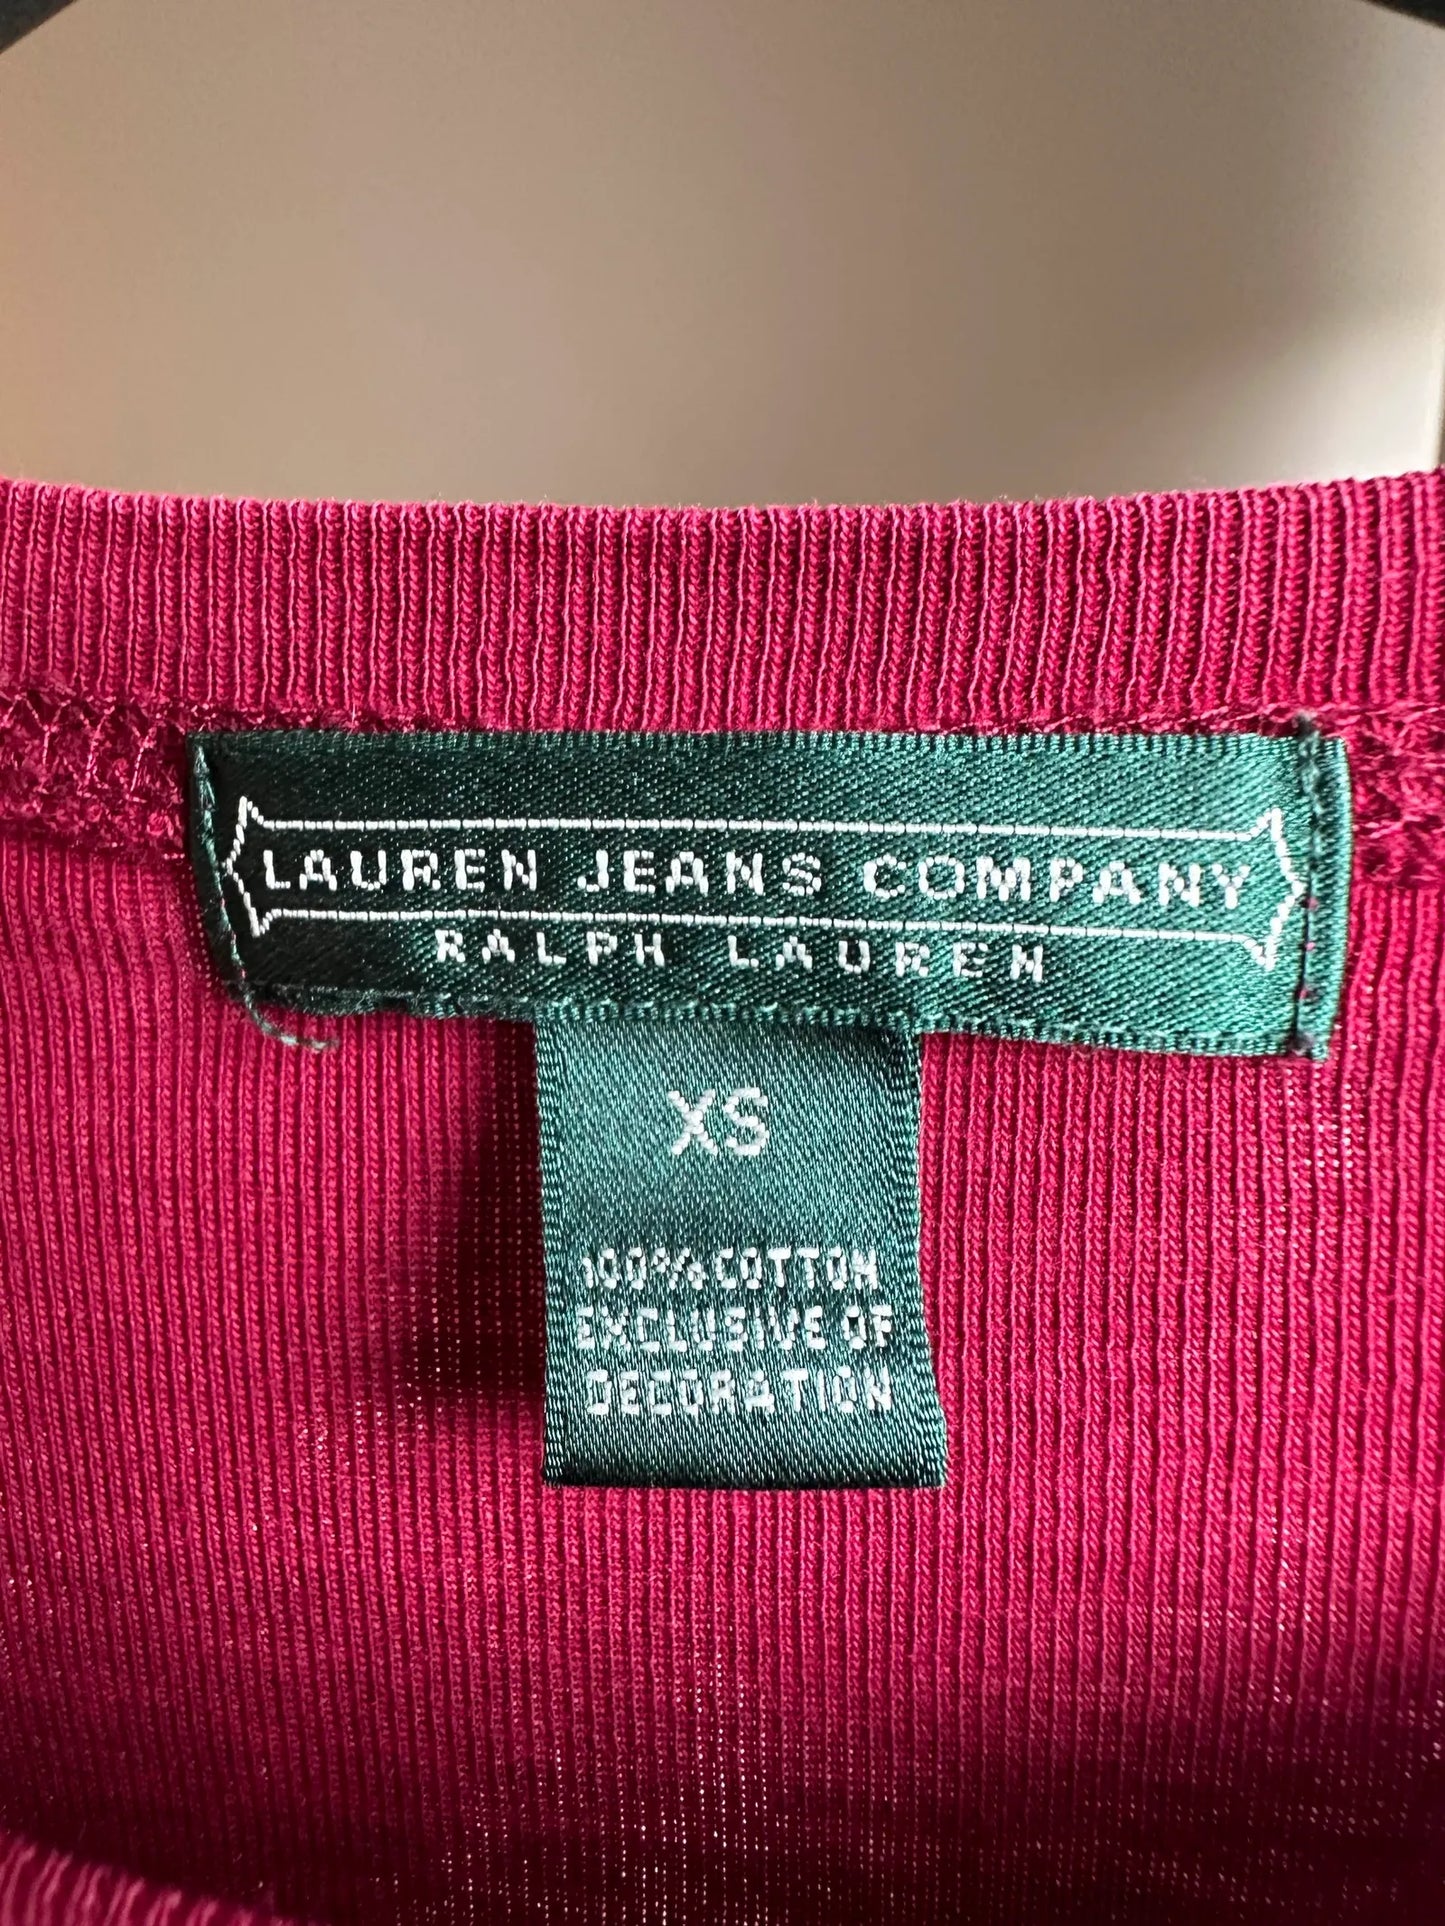 LAUREN JEANS COMPANY
RALPH LAUREN
XS
100% COTTON
EXCLUSIVE OF
DECORATION